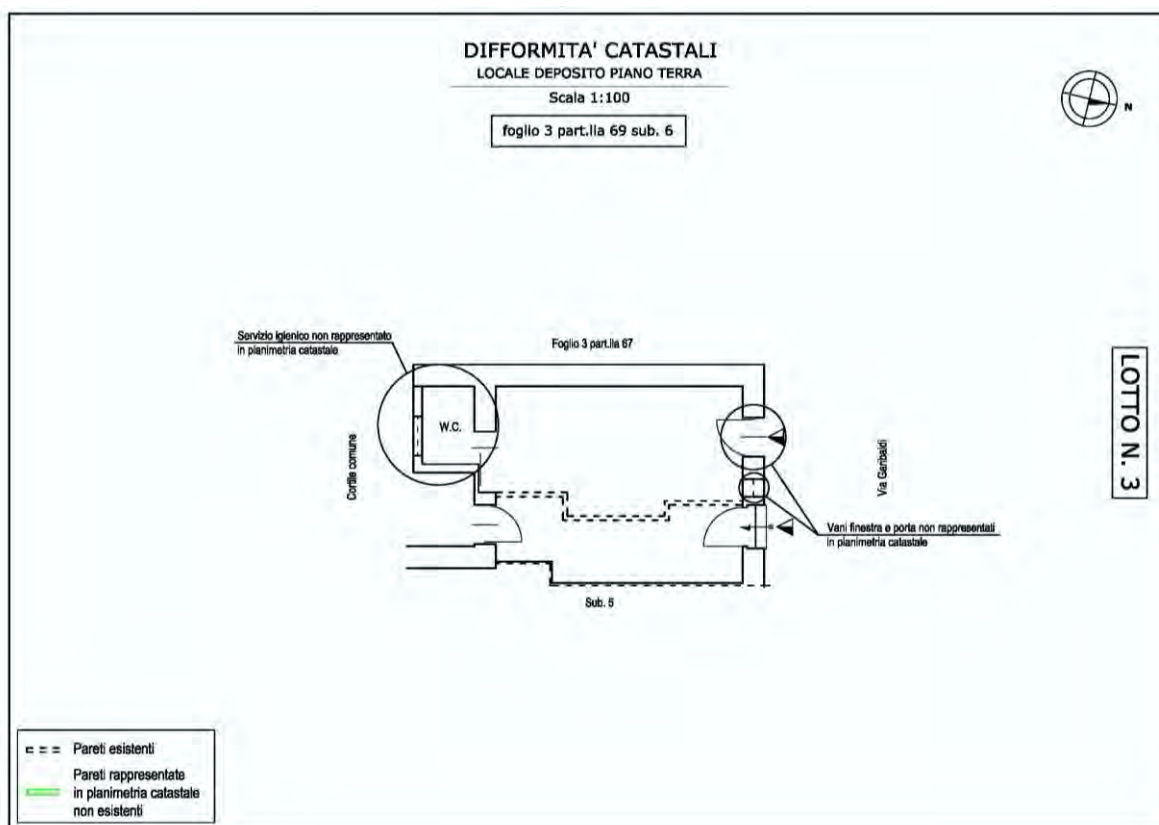 DIFFORMITA' CATASTALI
LOCALE DEPOSITO PIANO TERRA
Scala 1:100
foglio 3 part.lla 69 sub. 6
N
Servizio igienico non rappresentato
in planimetria catastale
Foglio 3 part.lla 67
W.C.
Cortile comune
Via Garibaldi
LOTTO N. 3
Vani finestra e porta non rappresentati
in planimetria catastale
Sub. 5
Pareti esistenti
Pareti rappresentate
in planimetria catastale
non esistenti